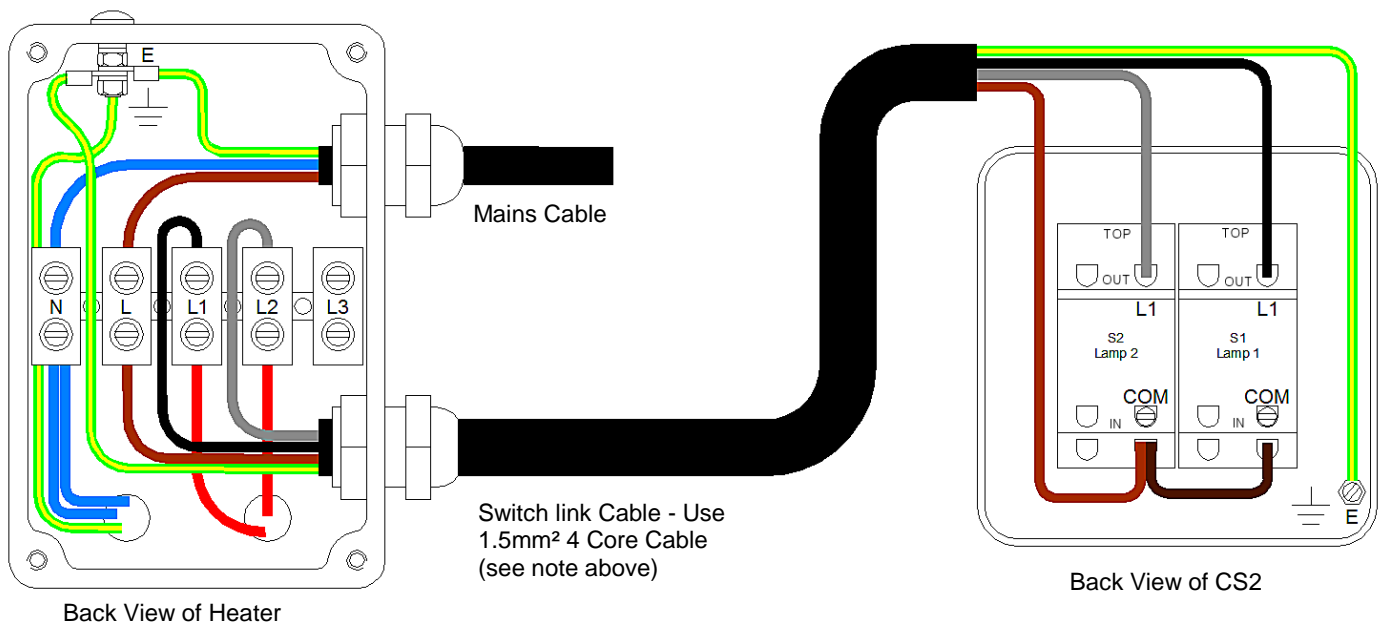 E
Mains Cable
N L L1 L2 L3
TOP TOP
OUT OUT
L1 L1
S2 S1
Lamp 2 Lamp 1
COM COM
IN IN
E
Switch link Cable - Use
1.5mm² 4 Core Cable
(see note above)
Back View of CS2
Back View of Heater